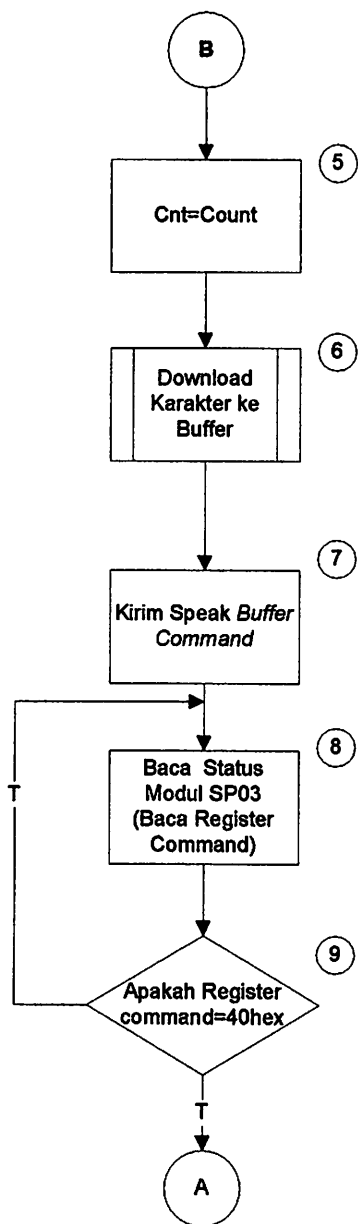 B
5
Cnt=Count
6
Download
Karakter ke
Buffer
7
Kirim Speak Buffer
Command
T
8
Baca Status
Modul SP03
(Baca Register
Command)
9
Apakah Register
command=40hex
T
A